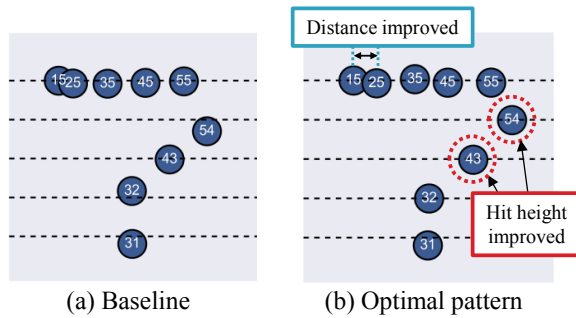 Distance improved
15 25 35 45 55
54
43
32
31
15 25 35 45 55
54
43
32
31
Hit height
improved
(a) Baseline
(b) Optimal pattern